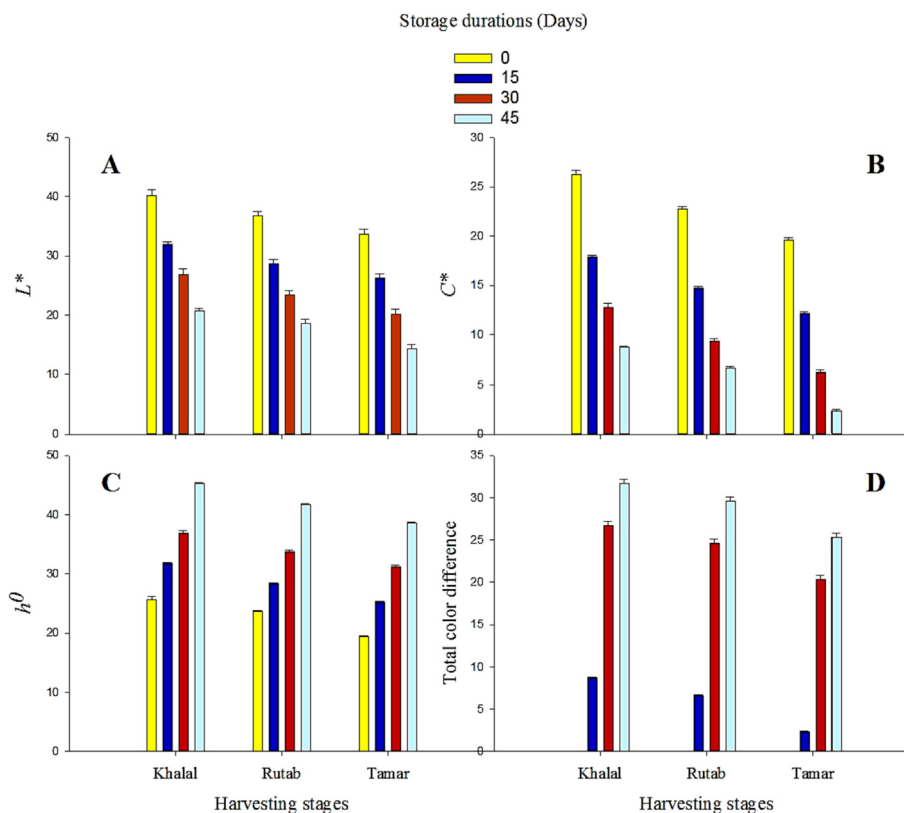 Storage durations (Days)
0
15
30
45
A
50
40
30
20
10
0
L*
B
30
25
20
15
10
5
0
C*
C
50
40
30
20
10
0
h0
Khalal Rutab Tamar
Harvesting stages
D
35
30
25
20
15
10
5
0
Total color difference
Khalal Rutab Tamar
Harvesting stages